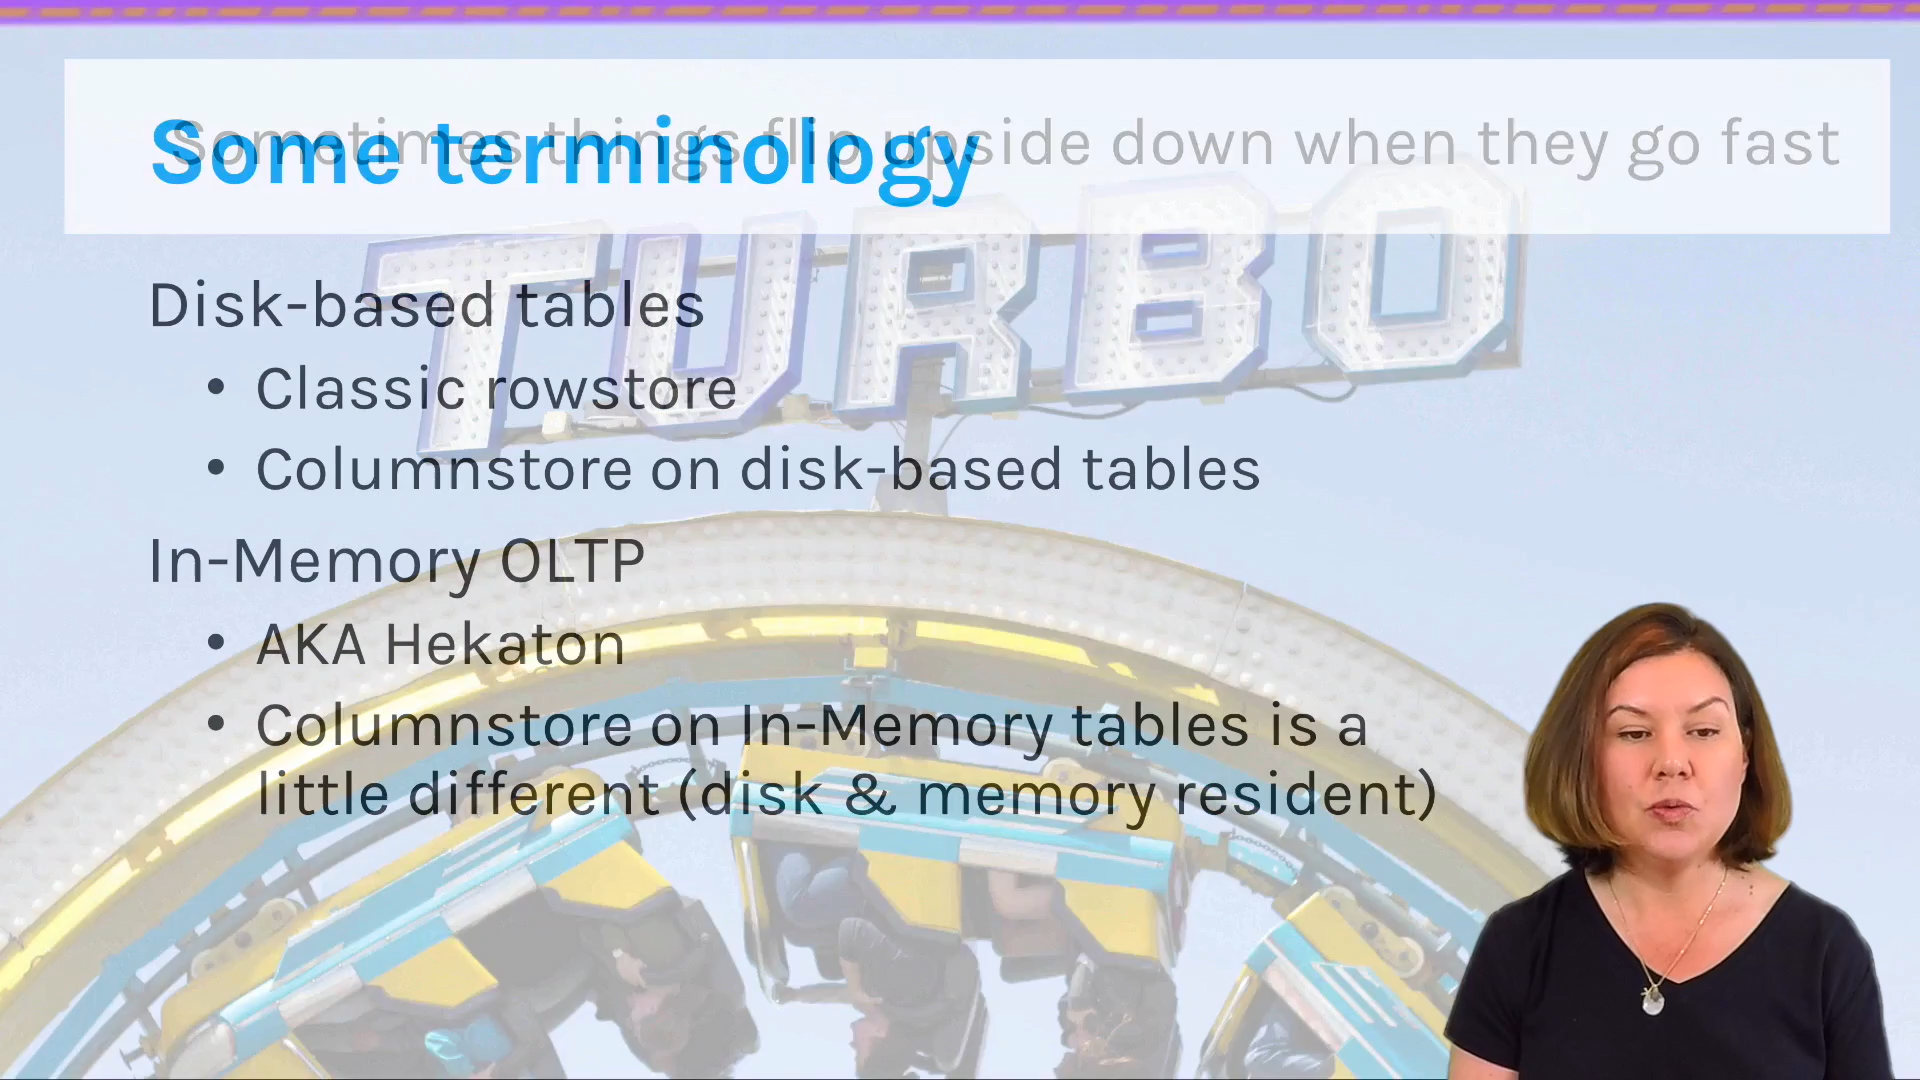 Some terminology
Sometimes things flip upside down when they go fast
TURBO
Disk-based tables
• Classic rowstore
• Columnstore on disk-based tables
In-Memory OLTP
• AKA Hekaton
• Columnstore on In-Memory tables is a
little different (disk & memory resident)